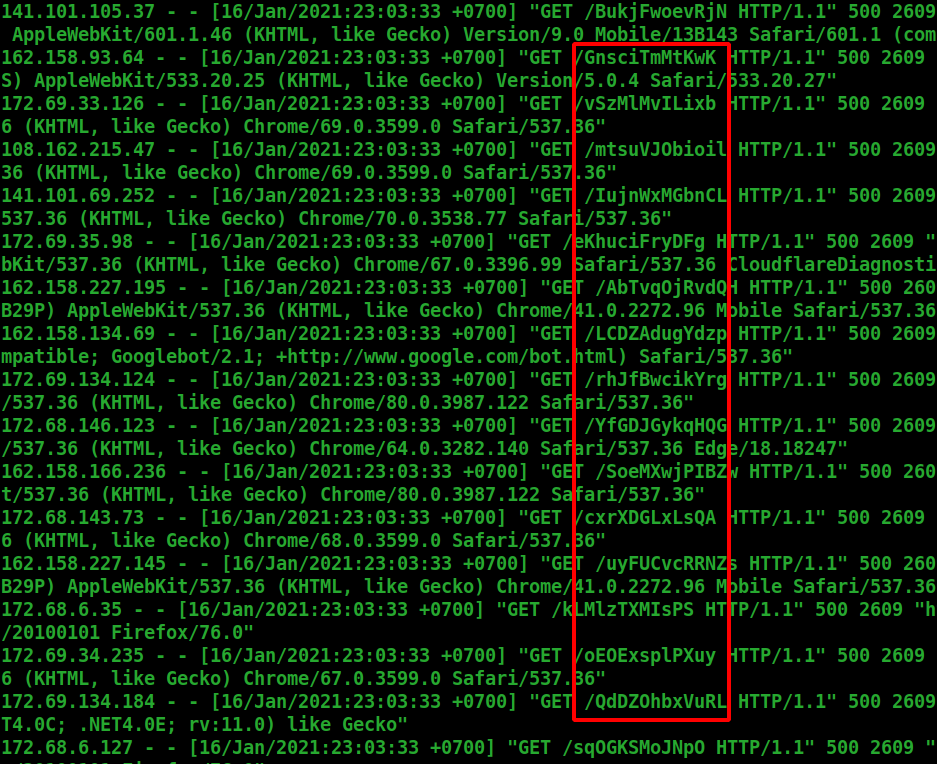 141.101.105.37 - - [16/Jan/2021:23:03:33 +0700] "GET /BukjFwoevRjN HTTP/1.1" 500 2609
AppleWebKit/601.1.46 (KHTML, like Gecko) Version/9.0 Mobile/13B143 Safari/601.1 (com
162.158.93.64 - - [16/Jan/2021:23:03:33 +0700] "GET /GnsciTmMtKwK HTTP/1.1" 500 2609
S) AppleWebKit/533.20.25 (KHTML, like Gecko) Version/5.0.4 Safari/533.20.27"
172.69.33.126 - - [16/Jan/2021:23:03:33 +0700] "GET /vSzMlMvILixb HTTP/1.1" 500 2609
6 (KHTML, like Gecko) Chrome/69.0.3599.0 Safari/537.36"
108.162.215.47 - - [16/Jan/2021:23:03:33 +0700] "GET /mtsuVJObioil HTTP/1.1" 500 2609
36 (KHTML, like Gecko) Chrome/69.0.3599.0 Safari/537.36"
141.101.69.252 - - [16/Jan/2021:23:03:33 +0700] "GET /IujnWxMGbnCL HTTP/1.1" 500 2609
537.36 (KHTML, like Gecko) Chrome/70.0.3538.77 Safari/537.36"
172.69.35.98 - - [16/Jan/2021:23:03:33 +0700] "GET /eKhuciFryDFg HTTP/1.1" 500 2609 "
bKit/537.36 (KHTML, like Gecko) Chrome/67.0.3396.99 Safari/537.36 CloudflareDiagnosti
162.158.227.195 - - [16/Jan/2021:23:03:33 +0700] "GET /AbTvqOjRvdQH HTTP/1.1" 500 260
B29P) AppleWebKit/537.36 (KHTML, like Gecko) Chrome/41.0.2272.96 Mobile Safari/537.36
162.158.134.69 - - [16/Jan/2021:23:03:33 +0700] "GET /LCDZAdugYdzp HTTP/1.1" 500 2609
mpatible; Googlebot/2.1; +http://www.google.com/bot.html) Safari/537.36"
172.69.134.124 - - [16/Jan/2021:23:03:33 +0700] "GET /rhJfBwcikYrg HTTP/1.1" 500 2609
/537.36 (KHTML, like Gecko) Chrome/80.0.3987.122 Safari/537.36"
172.68.146.123 - - [16/Jan/2021:23:03:33 +0700] "GET /YfGDJGykqHQG HTTP/1.1" 500 2609
/537.36 (KHTML, like Gecko) Chrome/64.0.3282.140 Safari/537.36 Edge/18.18247"
162.158.166.236 - - [16/Jan/2021:23:03:33 +0700] "GET /SoeMXwjPIBZw HTTP/1.1" 500 260
t/537.36 (KHTML, like Gecko) Chrome/80.0.3987.122 Safari/537.36"
172.68.143.73 - - [16/Jan/2021:23:03:33 +0700] "GET /cxrXDGLxLsQA HTTP/1.1" 500 2609
6 (KHTML, like Gecko) Chrome/68.0.3599.0 Safari/537.36"
162.158.227.145 - - [16/Jan/2021:23:03:33 +0700] "GET /uyFUCvcRRNZs HTTP/1.1" 500 260
B29P) AppleWebKit/537.36 (KHTML, like Gecko) Chrome/41.0.2272.96 Mobile Safari/537.36
172.68.6.35 - - [16/Jan/2021:23:03:33 +0700] "GET /kLMlzTXMIsPS HTTP/1.1" 500 2609 "h
/20100101 Firefox/76.0"
172.69.34.235 - - [16/Jan/2021:23:03:33 +0700] "GET /oEOExsplPXuy HTTP/1.1" 500 2609
6 (KHTML, like Gecko) Chrome/67.0.3599.0 Safari/537.36"
172.69.134.184 - - [16/Jan/2021:23:03:33 +0700] "GET /QdDZOhbxVuRL HTTP/1.1" 500 2609
T4.0C; .NET4.0E; rv:11.0) like Gecko"
172.68.6.127 - - [16/Jan/2021:23:03:33 +0700] "GET /sqOGKSMoJNpO HTTP/1.1" 500 2609 "